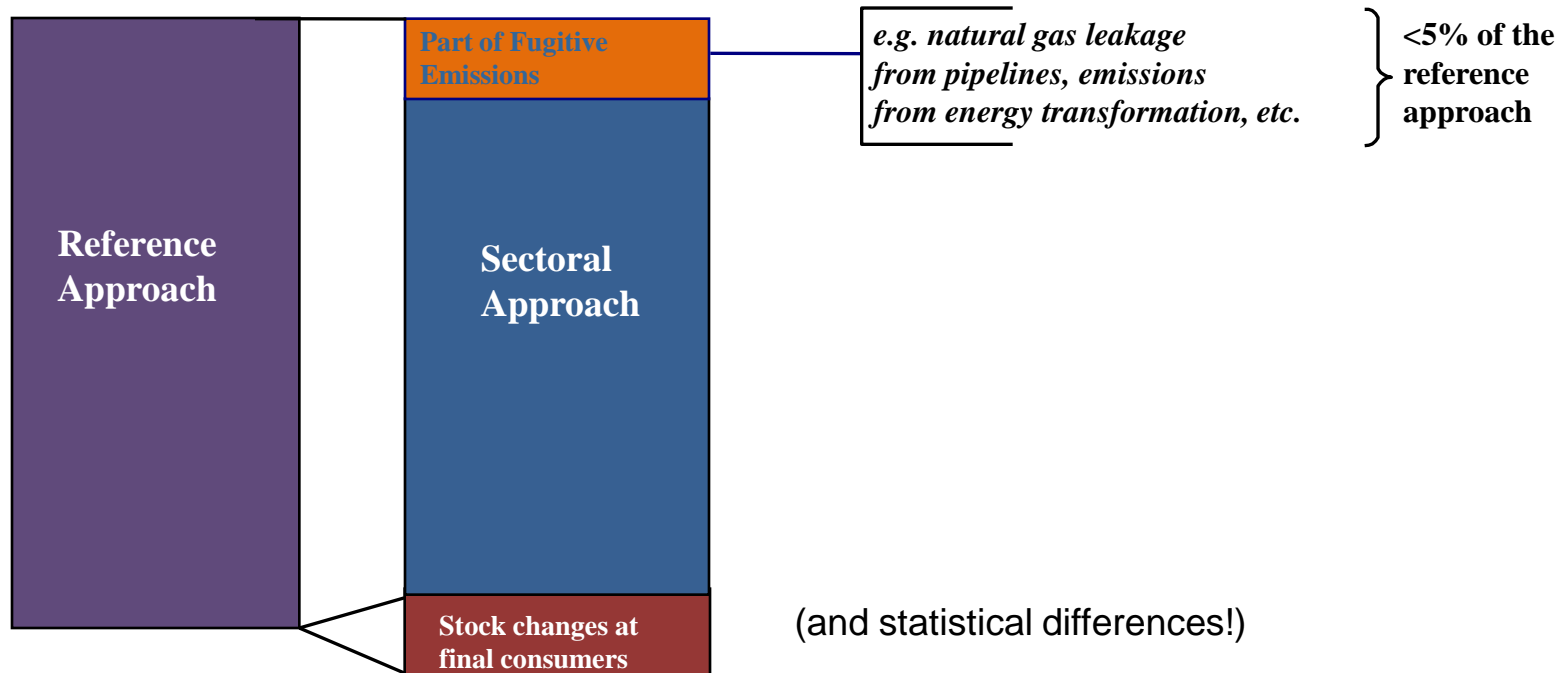 Reference
Approach
Part of Fugitive
Emissions
Sectoral
Approach
Stock changes at
final consumers
e.g. natural gas leakage
from pipelines, emissions
from energy transformation, etc.
<5% of the
reference
approach
(and statistical differences!)